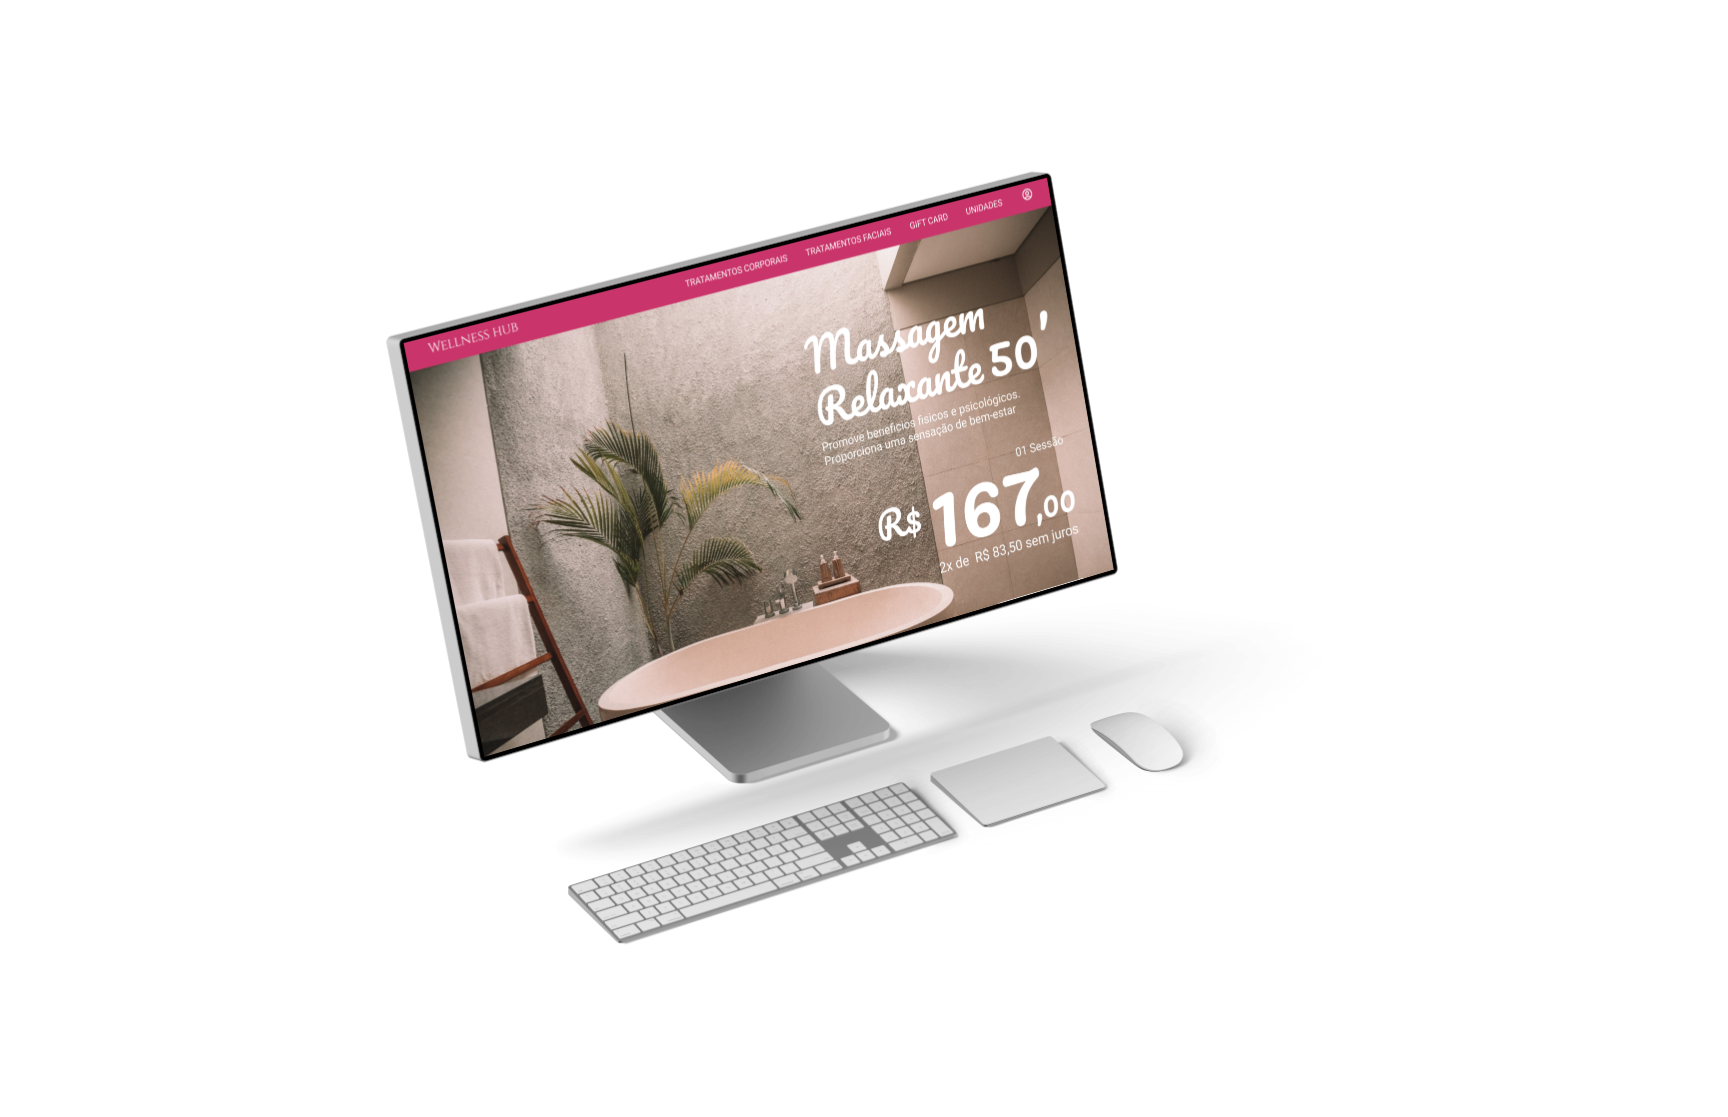 WELLNESS HUB
TRATAMENTOS CORPORAIS
TRATAMENTOS FACIAIS
GIFT CARD
UNIDADES
Massagem
Relaxante 50’
Promove benefícios físicos e psicológicos.
Proporciona uma sensação de bem-estar
01 Sessão
R$ 167,00
2x de R$ 83,50 sem juros